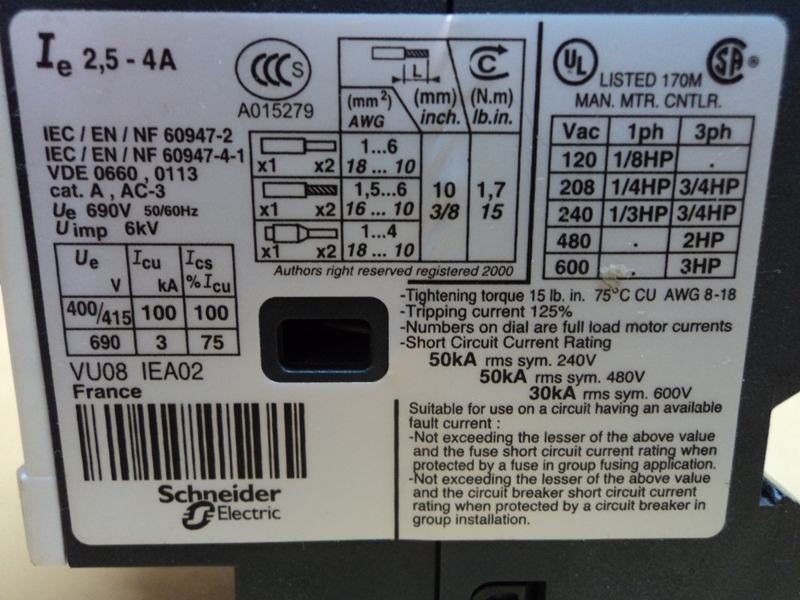 Ie 2,5 - 4A
CCC S
A015279
IEC / EN / NF 60947-2
IEC / EN / NF 60947-4-1
VDE 0660 , 0113
cat. A , AC-3
Ue 690V 50/60Hz
U imp 6kV
Ue V Icu kA Ics % Icu
400/415 100 100
690 3 75
VU08 IEA02
France
Schneider
Electric
L C
(mm²) AWG (mm) inch. (N.m) lb.in.
x1 x2 1...6 18 ... 10
x1 x2 1,5...6 16 ... 10 10 3/8 1,7 15
x1 x2 1...4 18 ... 10
Authors right reserved registered 2000
UL LISTED 170M SA ®
MAN. MTR. CNTLR.
Vac 1ph 3ph
120 1/8HP .
208 1/4HP 3/4HP
240 1/3HP 3/4HP
480 . 2HP
600 . 3HP
-Tightening torque 15 lb. in. 75°C CU AWG 8-18
-Tripping current 125%
-Numbers on dial are full load motor currents
-Short Circuit Current Rating
50kA rms sym. 240V
50kA rms sym. 480V
30kA rms sym. 600V
Suitable for use on a circuit having an available
fault current :
-Not exceeding the lesser of the above value
and the fuse short circuit current rating when
protected by a fuse in group fusing application.
-Not exceeding the lesser of the above value
and the circuit breaker short circuit current
rating when protected by a circuit breaker in
group installation.